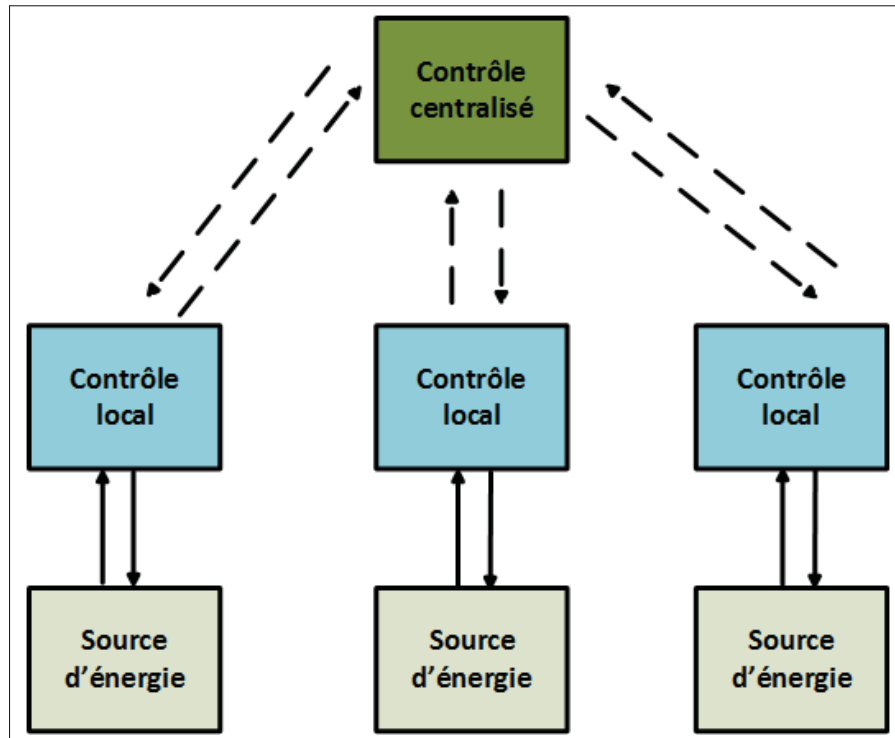 Contrôle
centralisé
Contrôle
local
Contrôle
local
Contrôle
local
Source
d'énergie
Source
d'énergie
Source
d'énergie